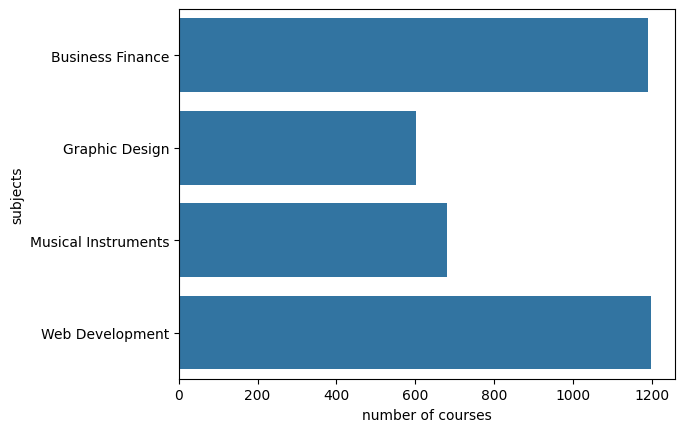 Business Finance
Graphic Design
Musical Instruments
Web Development
subjects
0 200 400 600 800 1000 1200
number of courses